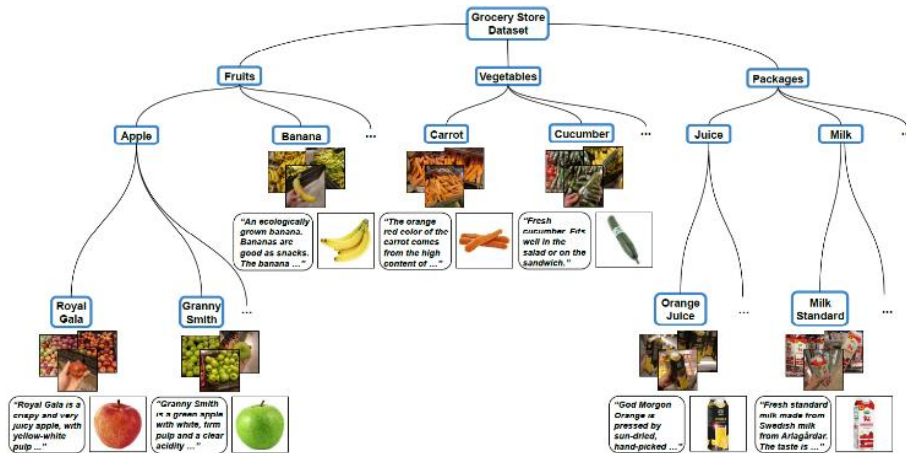 Grocery Store
Dataset
Fruits
Vegetables
Packages
Apple
Banana
...
Carrot
Cucumber
...
Juice
Milk
...
"An ecologically
grown banana.
Bananas are
good as snacks.
The banana ..."
"The orange
red color of the
carrot comes
from the high
content of ..."
"Fresh
cucumber. Fits
well in the
salad or on the
sandwich."
Royal
Gala
Granny
Smith
...
Orange
Juice
...
Milk
Standard
...
"Royal Gala is a
crispy and very
juicy apple, with
yellow-white
pulp ..."
"Granny Smith
is a green apple
with white, firm
pulp and a clear
acidity ..."
"God Morgon
Orange is
pressed by
sun-dried,
hand-picked ..."
"Fresh standard
milk made from
Swedish milk
from Arlagårdar.
The taste is ..."